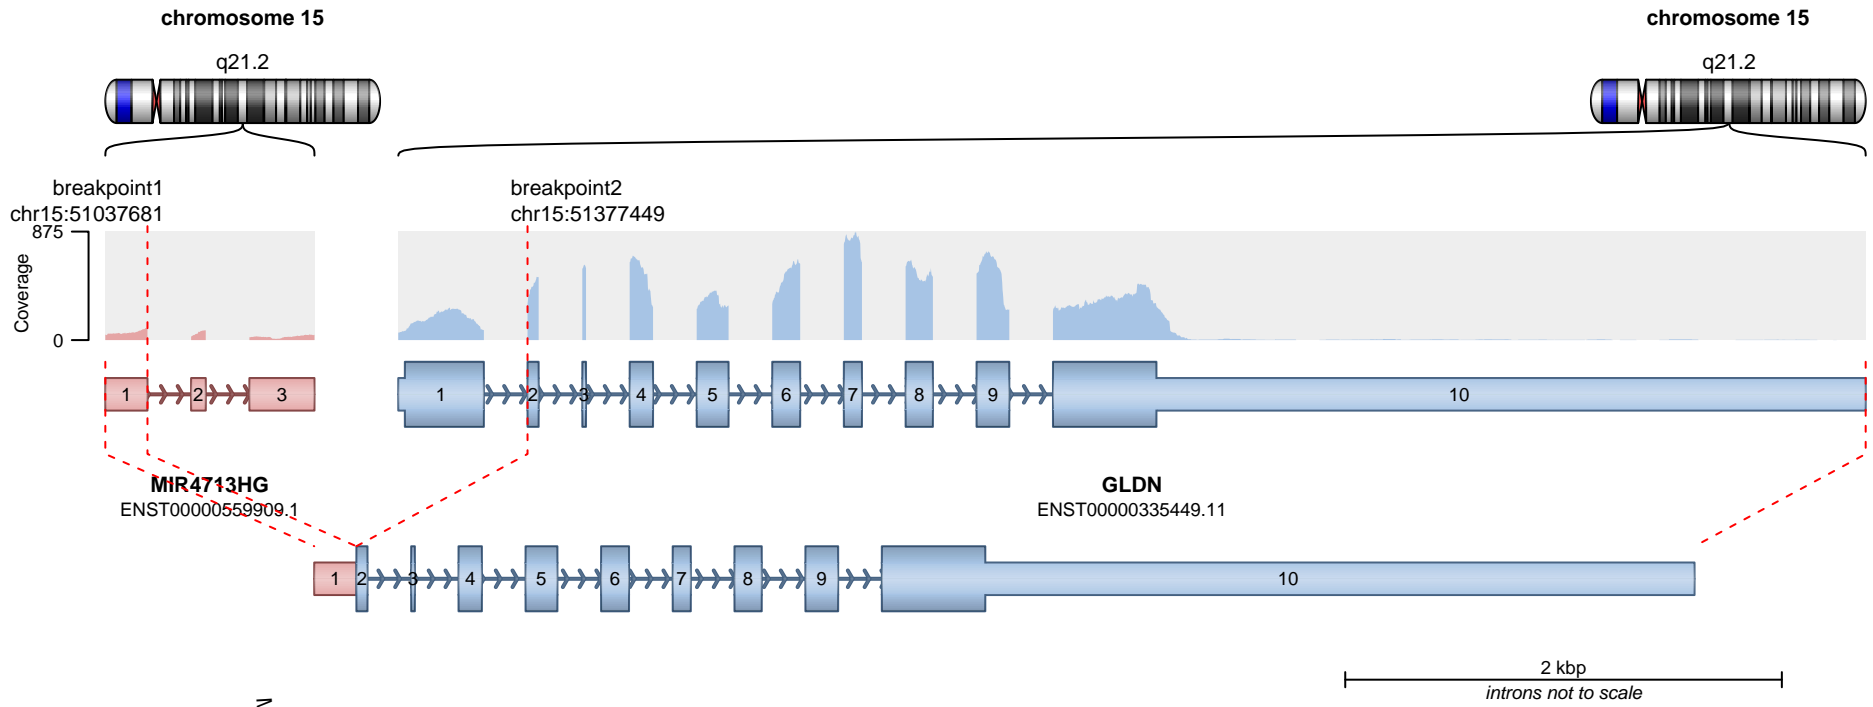 chromosome 15
chromosome 15
q21.2
q21.2
breakpoint1
chr15:51037681
breakpoint2
chr15:51377449
875
Coverage
0
1 2 3
1 2 3 4 5 6 7 8 9 10
MIR4713HG
ENST00000559909.1
GLDN
ENST00000335449.11
1 2 3 4 5 6 7 8 9 10
2 kbp
introns not to scale